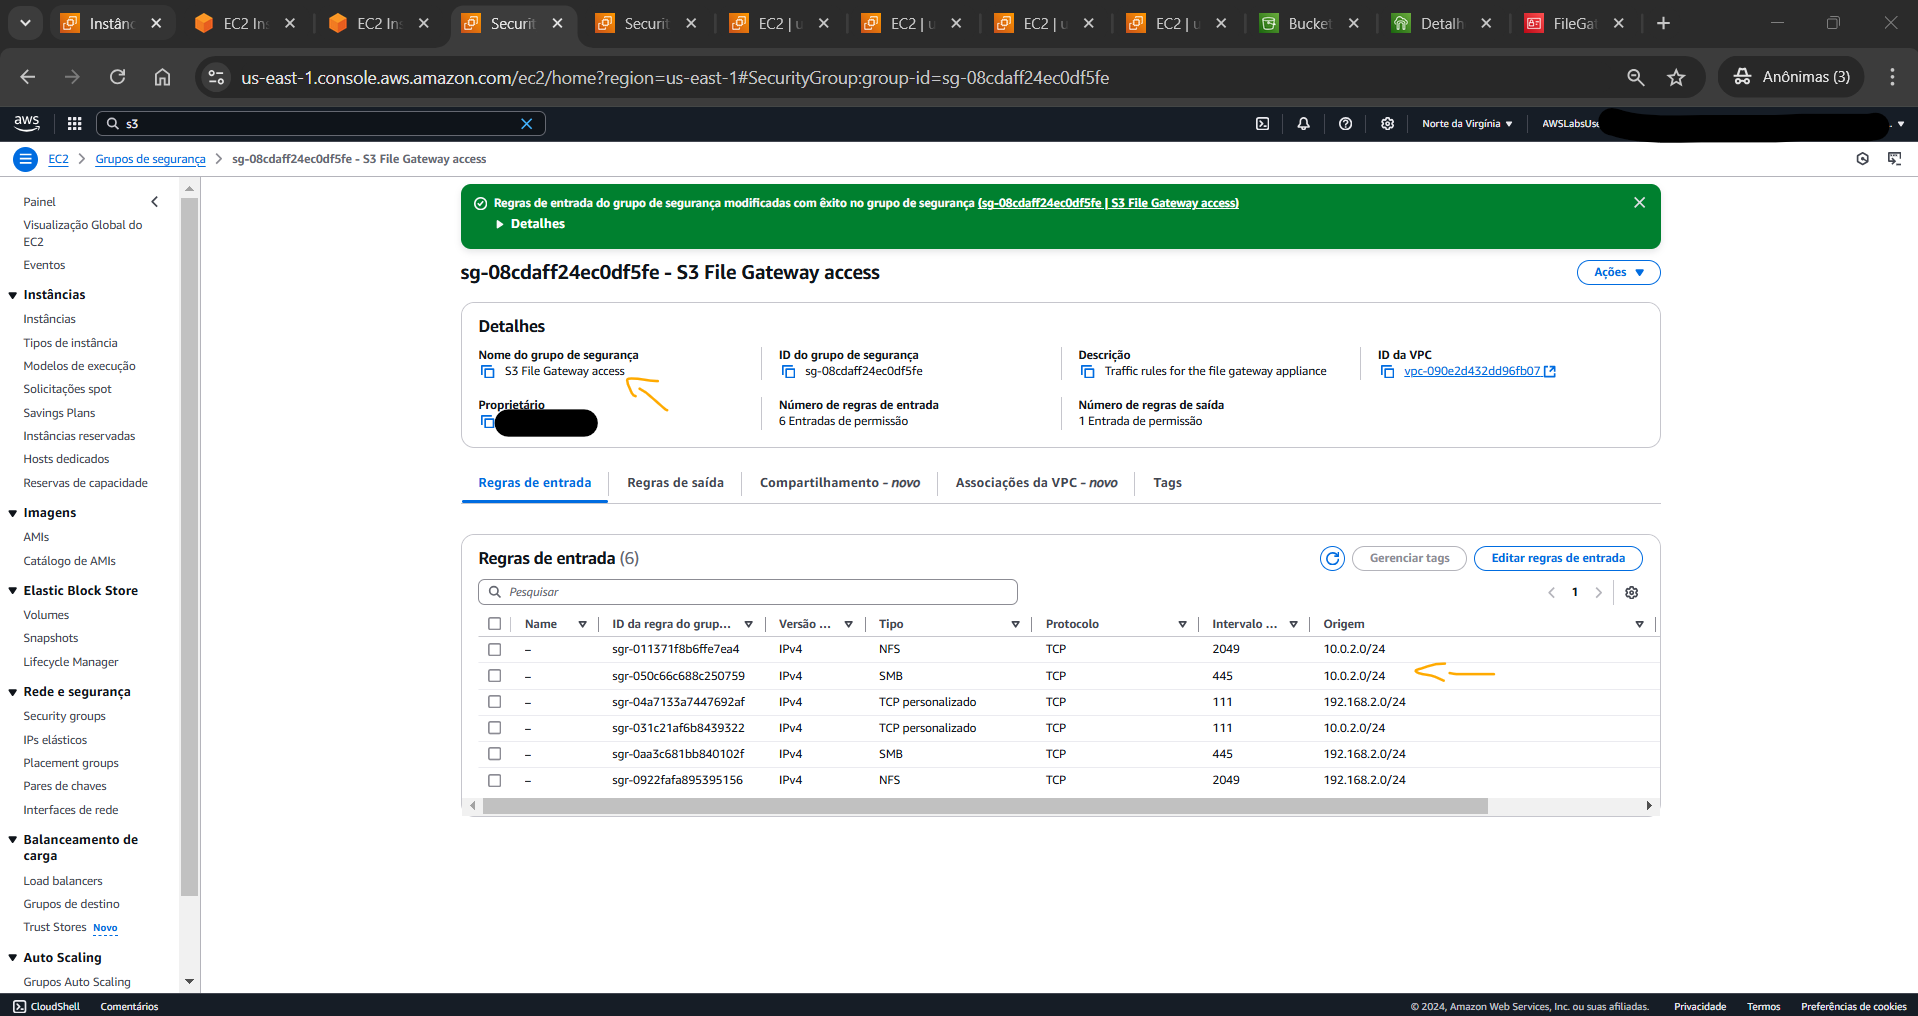 Instânc
EC2 Ins
EC2 Ins
Securit
Securit
EC2 | u
EC2 | u
EC2 | u
EC2 | u
Bucket
Detalh
FileGat
us-east-1.console.aws.amazon.com/ec2/home?region=us-east-1#SecurityGroup:group-id=sg-08cdaff24ec0df5fe
Anônimas (3)
aws
s3
Norte da Virgínia
AWSLabsUse
EC2
Grupos de segurança
sg-08cdaff24ec0df5fe - S3 File Gateway access
Painel
Visualização Global do
EC2
Eventos
Instâncias
Instâncias
Tipos de instância
Modelos de execução
Solicitações spot
Savings Plans
Instâncias reservadas
Hosts dedicados
Reservas de capacidade
Imagens
AMIs
Catálogo de AMIs
Elastic Block Store
Volumes
Snapshots
Lifecycle Manager
Rede e segurança
Security groups
IPs elásticos
Placement groups
Pares de chaves
Interfaces de rede
Balanceamento de
carga
Load balancers
Grupos de destino
Trust Stores Novo
Auto Scaling
Grupos Auto Scaling
Regras de entrada do grupo de segurança modificadas com êxito no grupo de segurança (sg-08cdaff24ec0df5fe | S3 File Gateway access)
Detalhes
sg-08cdaff24ec0df5fe - S3 File Gateway access
Ações
Detalhes
Nome do grupo de segurança
S3 File Gateway access
ID do grupo de segurança
sg-08cdaff24ec0df5fe
Descrição
Traffic rules for the file gateway appliance
ID da VPC
vpc-090e2d432dd96fb07
Proprietário
Número de regras de entrada
6 Entradas de permissão
Número de regras de saída
1 Entrada de permissão
Regras de entrada
Regras de saída
Compartilhamento - novo
Associações da VPC - novo
Tags
Regras de entrada (6)
Gerenciar tags
Editar regras de entrada
Pesquisar
1
Name ID da regra do grup... Versão ... Tipo Protocolo Intervalo ... Origem
– sgr-011371f8b6ffe7ea4 IPv4 NFS TCP 2049 10.0.2.0/24
– sgr-050c66c688c250759 IPv4 SMB TCP 445 10.0.2.0/24
– sgr-04a7133a7447692af IPv4 TCP personalizado TCP 111 192.168.2.0/24
– sgr-031c21af6b8439322 IPv4 TCP personalizado TCP 111 10.0.2.0/24
– sgr-0aa3c681bb840102f IPv4 SMB TCP 445 192.168.2.0/24
– sgr-0922fafa895395156 IPv4 NFS TCP 2049 192.168.2.0/24
CloudShell
Comentários
© 2024, Amazon Web Services, Inc. ou suas afiliadas.
Privacidade
Termos
Preferências de cookies